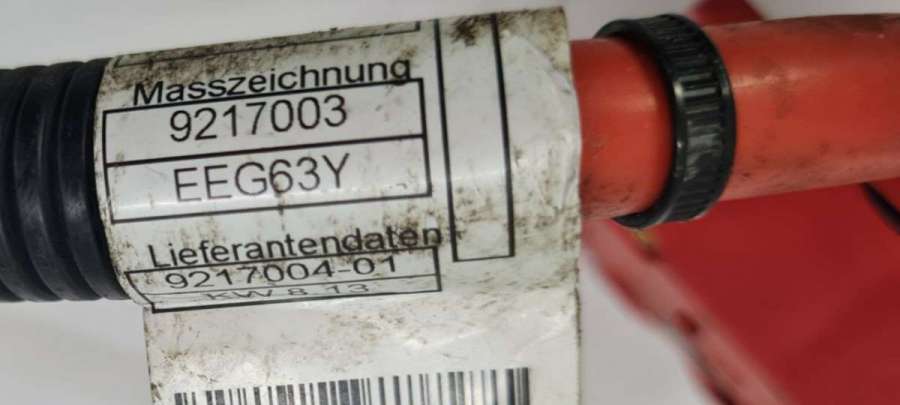 Masszeichnung
9217003
EEG63Y
Lieferantendaten
9217004-01
KW 8 13